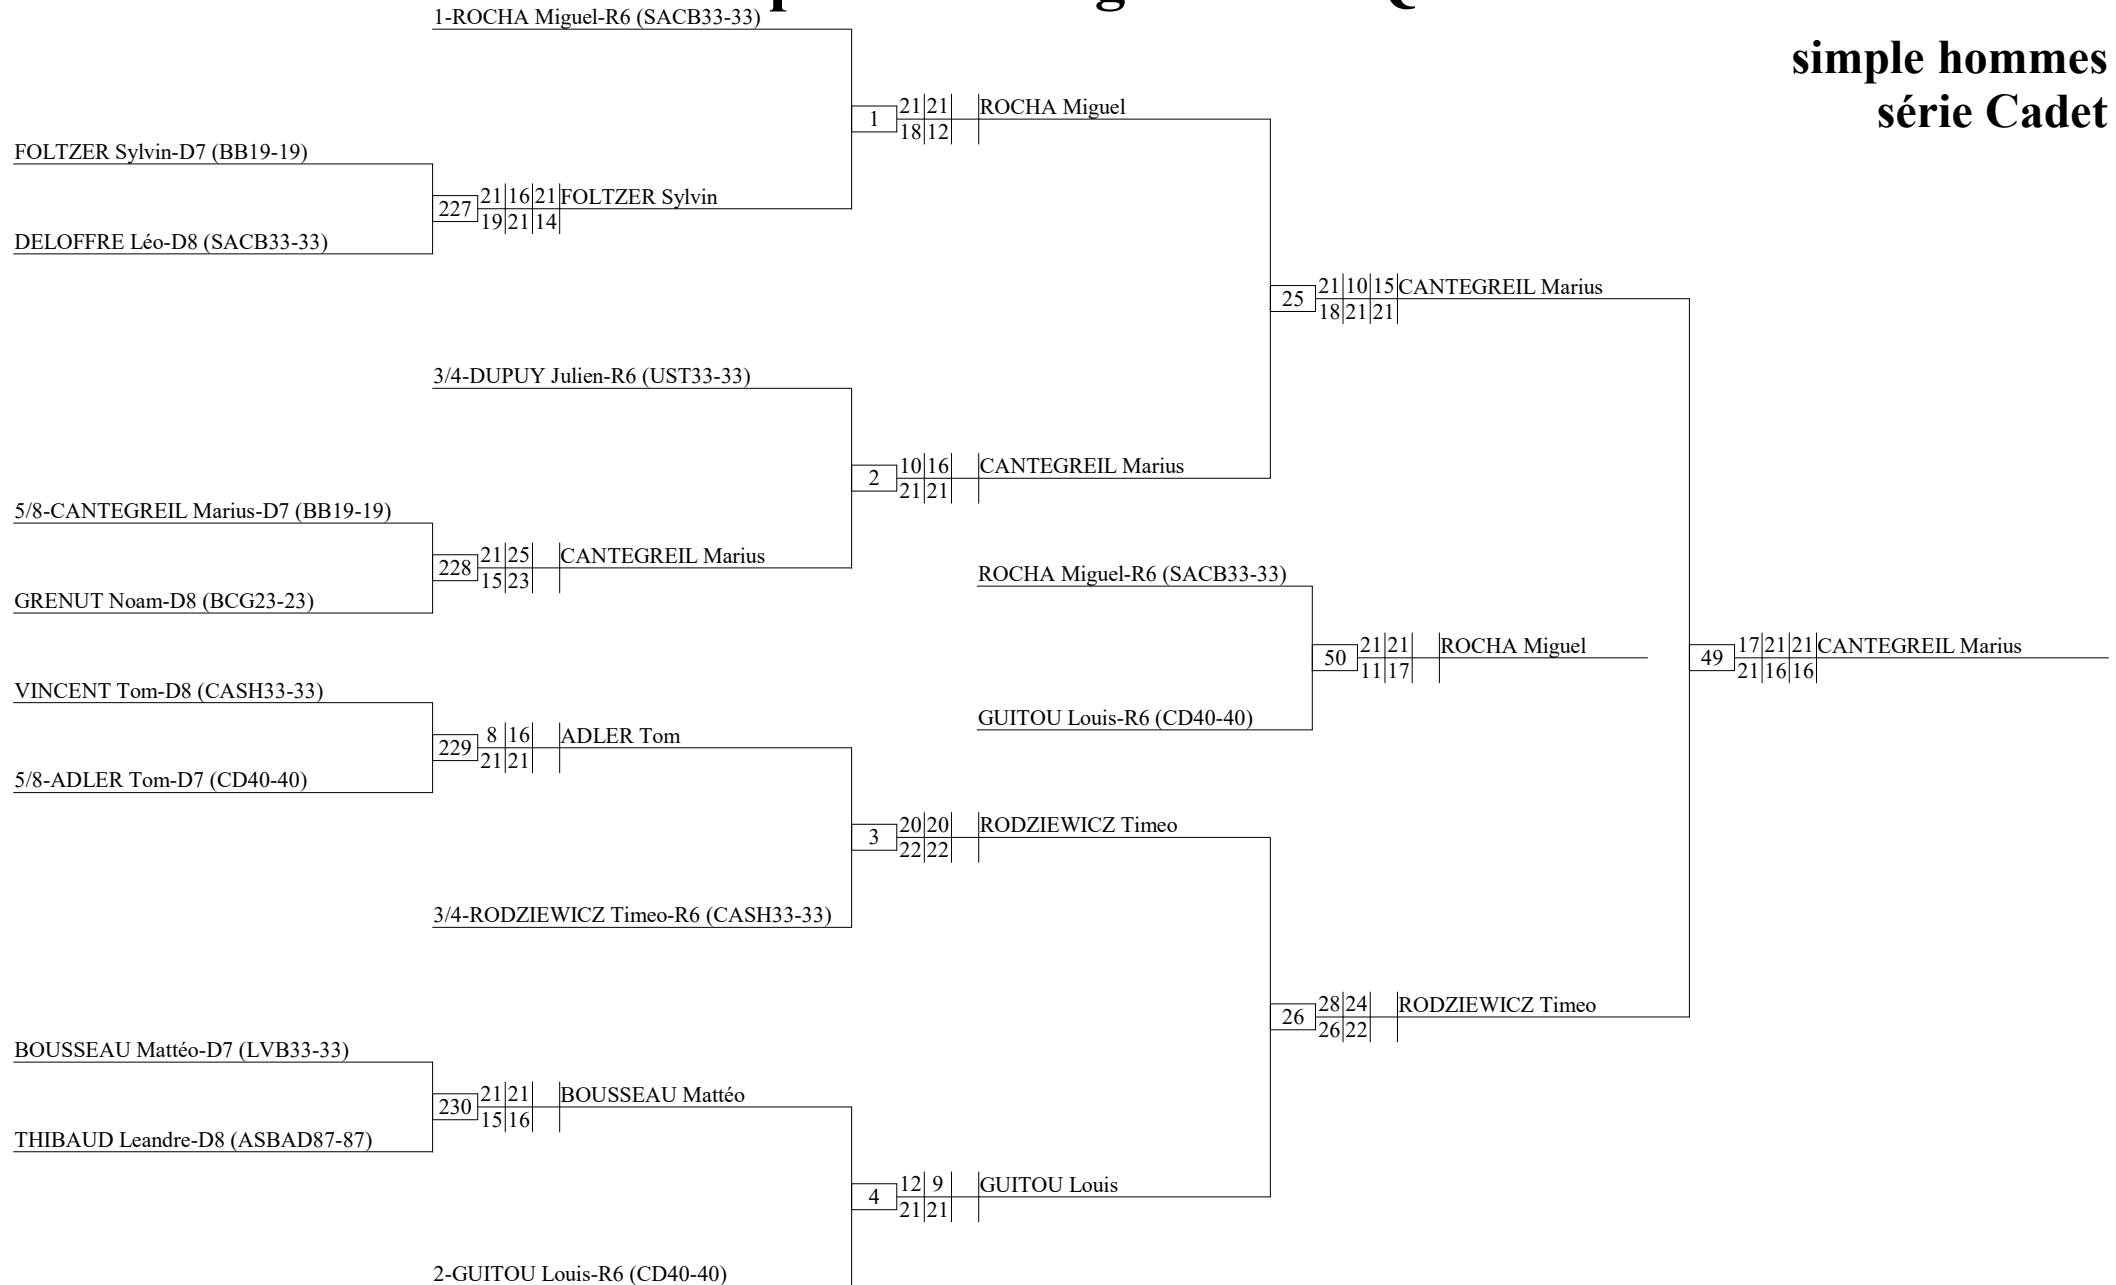 1-ROCHA Miguel-R6 (SACB33-33)
simple hommes
série Cadet
21 21 ROCHA Miguel
1
18 12
FOLTZER Sylvin-D7 (BB19-19)
21 16 21 FOLTZER Sylvin
227
19 21 14
DELOFFRE Léo-D8 (SACB33-33)
21 10 15 CANTEGREIL Marius
25
18 21 21
3/4-DUPUY Julien-R6 (UST33-33)
10 16 CANTEGREIL Marius
2
21 21
5/8-CANTEGREIL Marius-D7 (BB19-19)
21 25 CANTEGREIL Marius
228
15 23
ROCHA Miguel-R6 (SACB33-33)
GRENUT Noam-D8 (BCG23-23)
21 21 ROCHA Miguel
50
11 17
17 21 21 CANTEGREIL Marius
49
21 16 16
VINCENT Tom-D8 (CASH33-33)
GUITOU Louis-R6 (CD40-40)
8 16 ADLER Tom
229
21 21
5/8-ADLER Tom-D7 (CD40-40)
20 20 RODZIEWICZ Timeo
3
22 22
3/4-RODZIEWICZ Timeo-R6 (CASH33-33)
28 24 RODZIEWICZ Timeo
26
26 22
BOUSSEAU Mattéo-D7 (LVB33-33)
21 21 BOUSSEAU Mattéo
230
15 16
THIBAUD Leandre-D8 (ASBAD87-87)
12 9 GUITOU Louis
4
21 21
2-GUITOU Louis-R6 (CD40-40)